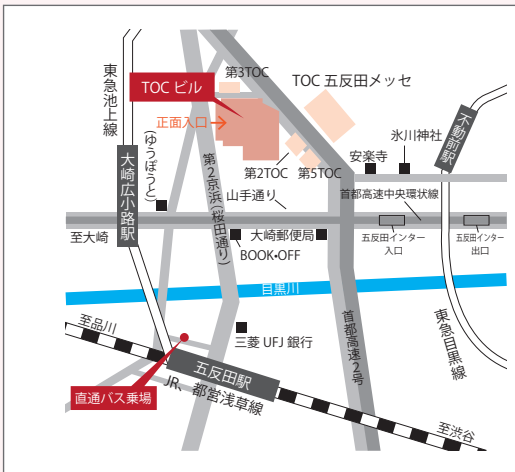 第3TOC
TOC ビル
TOC 五反田メッセ
東急池上線
正面入口→
不動前駅
氷川神社
安楽寺
(ゆうぽうと)
大崎広小路駅
第2京浜(桜田通り)
第2TOC
第5TOC
山手通り
首都高速中央環状線
至大崎
大崎郵便局
五反田インター
入口
五反田インター
出口
BOOK•OFF
目黒川
至品川
三菱 UFJ 銀行
首都高速2号
東急目黒線
五反田駅
直通バス乗場
JR、都営浅草線
至渋谷